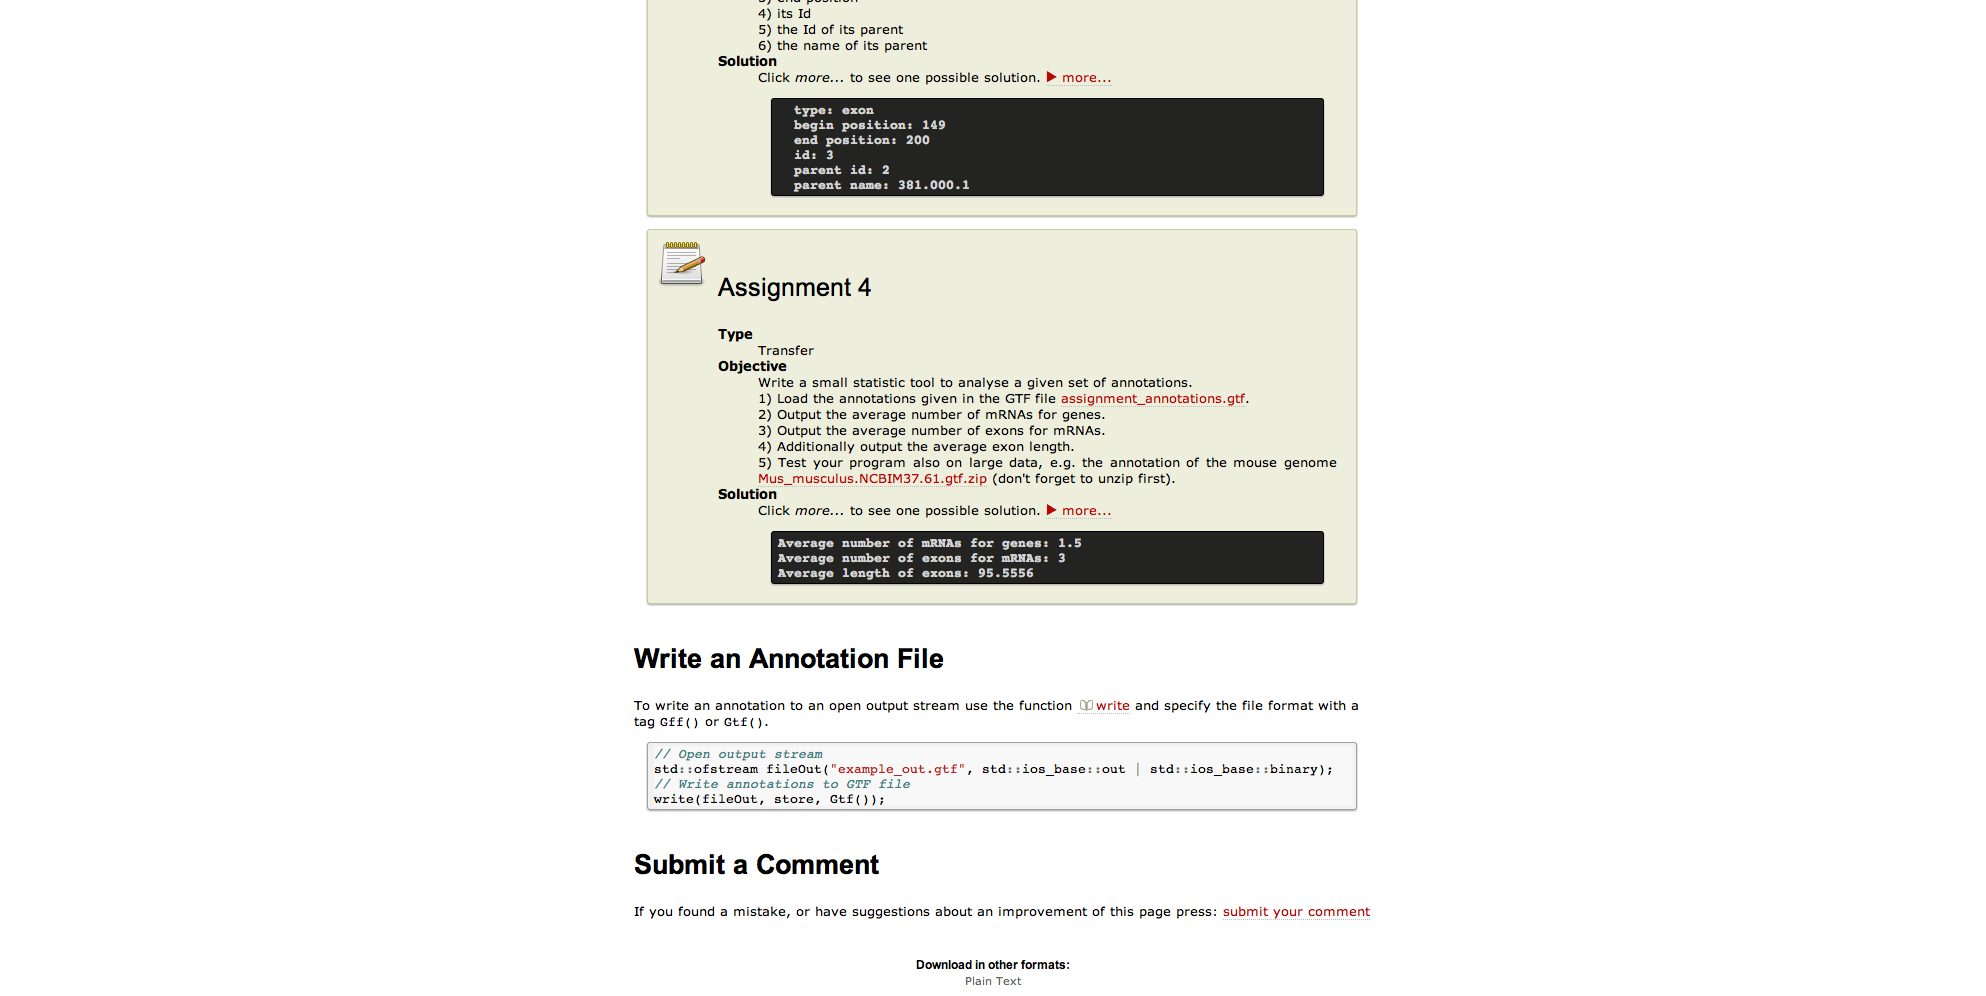 3) end position
4) its Id
5) the Id of its parent
6) the name of its parent
Solution
Click more... to see one possible solution. ▶ more...
type: exon
begin position: 149
end position: 200
id: 3
parent id: 2
parent name: 381.000.1
Assignment 4
Type
Transfer
Objective
Write a small statistic tool to analyse a given set of annotations.
1) Load the annotations given in the GTF file assignment_annotations.gtf.
2) Output the average number of mRNAs for genes.
3) Output the average number of exons for mRNAs.
4) Additionally output the average exon length.
5) Test your program also on large data, e.g. the annotation of the mouse genome
Mus_musculus.NCBIM37.61.gtf.zip (don't forget to unzip first).
Solution
Click more... to see one possible solution. ▶ more...
Average number of mRNAs for genes: 1.5
Average number of exons for mRNAs: 3
Average length of exons: 95.5556
Write an Annotation File
To write an annotation to an open output stream use the function write and specify the file format with a
tag Gff() or Gtf().
// Open output stream
std::ofstream fileOut("example_out.gtf", std::ios_base::out | std::ios_base::binary);
// Write annotations to GTF file
write(fileOut, store, Gtf());
Submit a Comment
If you found a mistake, or have suggestions about an improvement of this page press: submit your comment
Download in other formats:
Plain Text